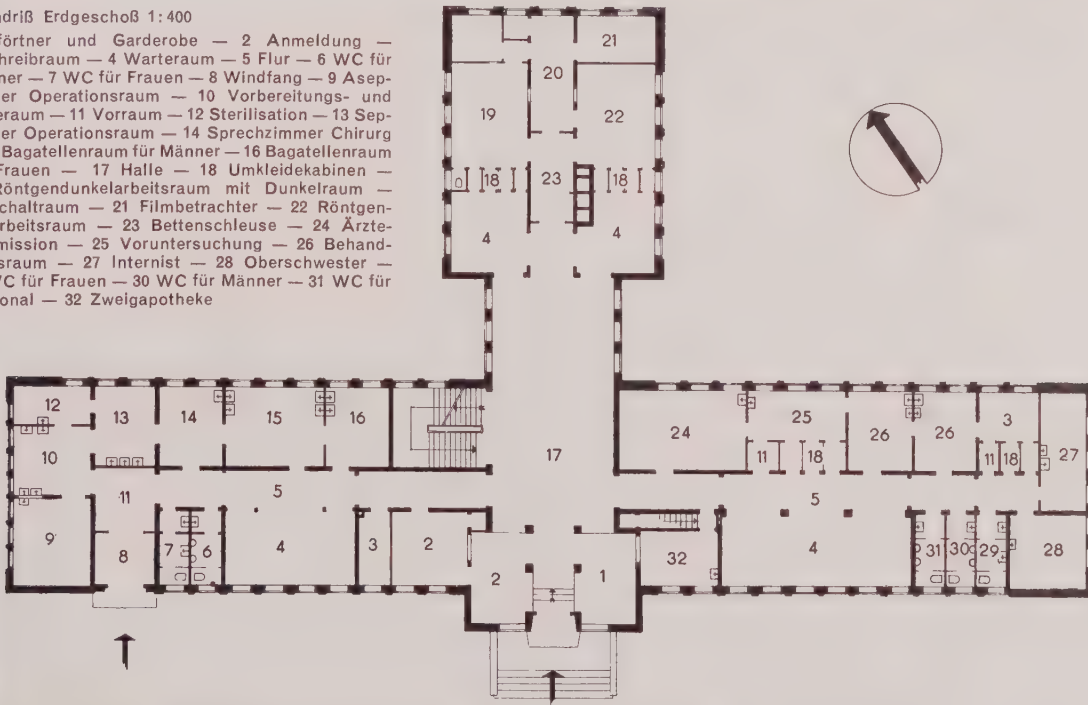 ndriß Erdgeschoß 1:400
förtner und Garderobe — 2 Anmeldung —
hreibraum — 4 Warteraum — 5 Flur — 6 WC für
ner — 7 WC für Frauen — 8 Windfang — 9 Asep-
er Operationsraum — 10 Vorbereitungs- und
eraum — 11 Vorraum — 12 Sterilisation — 13 Sep-
er Operationsraum — 14 Sprechzimmer Chirurg
Bagatellenraum für Männer — 16 Bagatellenraum
Frauen — 17 Halle — 18 Umkleidekabinen —
Röntgendunkelarbeitsraum mit Dunkelraum —
chaltraum — 21 Filmbetrachter — 22 Röntgen-
rbeitsraum — 23 Bettenschleuse — 24 Ärzte-
mission — 25 Voruntersuchung — 26 Behand-
sraum — 27 Internist — 28 Oberschwester —
WC für Frauen — 30 WC für Männer — 31 WC für
onal — 32 Zweigapotheke
21
20
19 22
18 23 18
4 4
12 13 14 15 16
10
24 25 26 26 3 27
11 18 11 18
17
11 5 5
9 8 7 6 4 3 2
2 1
32 4 31 30 29 28